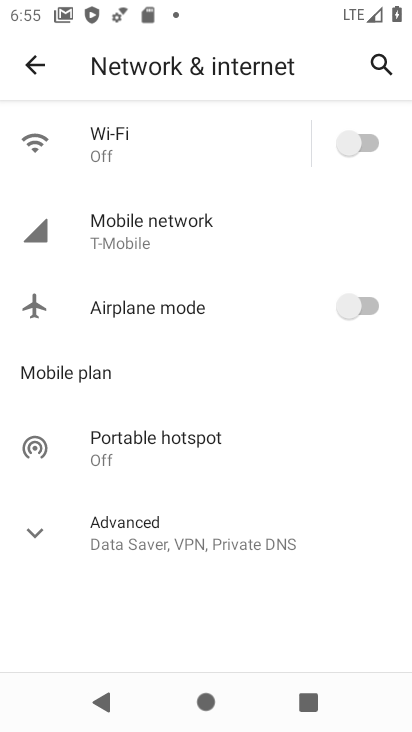 6:55
LTE
Network & internet
Wi-Fi
Off
Mobile network
T-Mobile
Airplane mode
Mobile plan
Portable hotspot
Off
Advanced
Data Saver, VPN, Private DNS